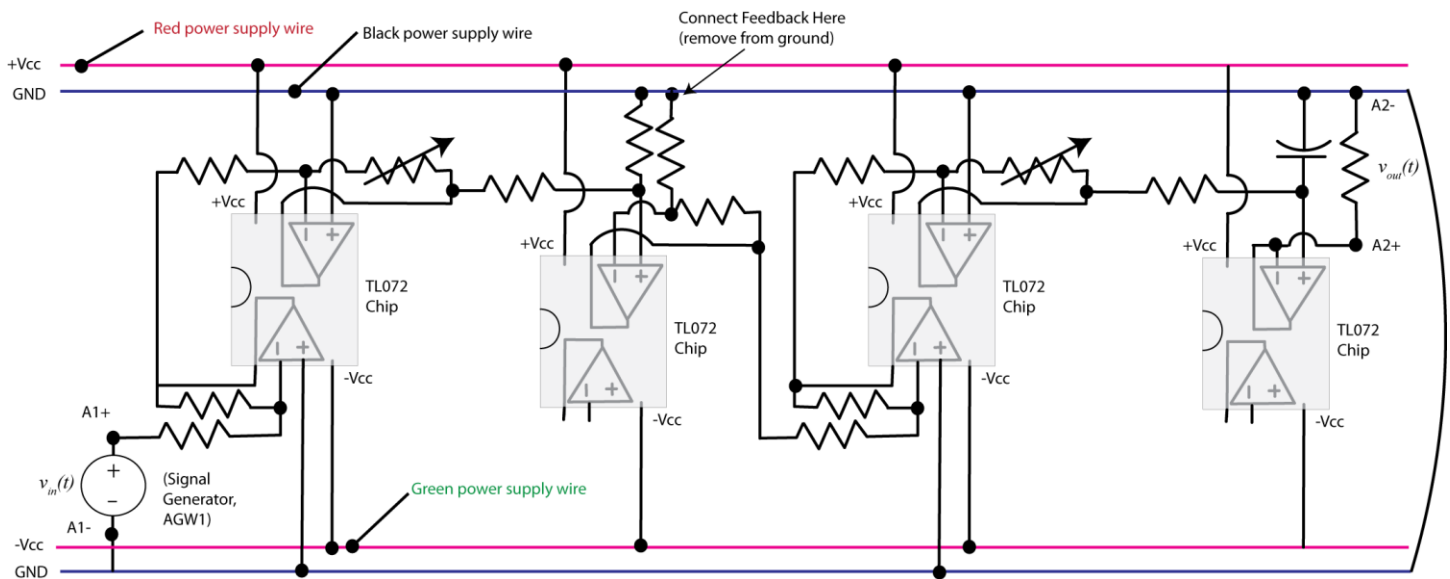 Connect Feedback Here
(remove from ground)
Red power supply wire
Black power supply wire
+Vcc
GND
A2-
v_out(t)
A2+
+Vcc
+Vcc
+Vcc
+Vcc
- +
- +
- +
- +
TL072
Chip
TL072
Chip
TL072
Chip
TL072
Chip
- +
- +
- +
- +
-Vcc
-Vcc
-Vcc
-Vcc
A1+
+
-
v_in(t)
(Signal
Generator,
AGW1)
A1-
Green power supply wire
-Vcc
GND